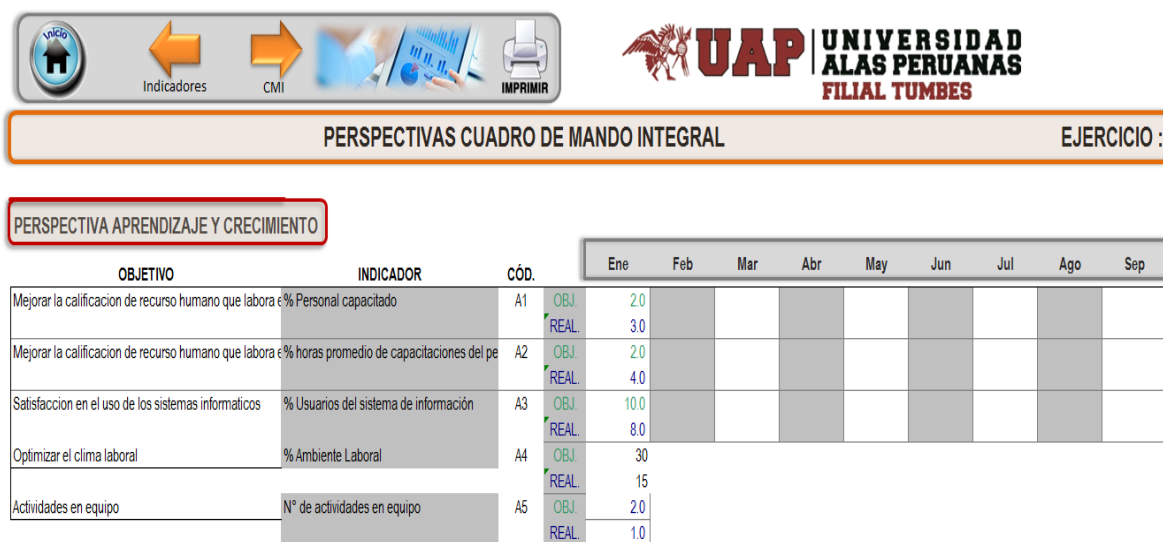 Inicio
Indicadores
CMI
IMPRIMIR
UAP UNIVERSIDAD
ALAS PERUANAS
FILIAL TUMBES
PERSPECTIVAS CUADRO DE MANDO INTEGRAL EJERCICIO :
PERSPECTIVA APRENDIZAJE Y CRECIMIENTO
OBJETIVO INDICADOR CÓD. Ene Feb Mar Abr May Jun Jul Ago Sep
Mejorar la calificacion de recurso humano que labora e % Personal capacitado A1 OBJ. 2.0
REAL. 3.0
Mejorar la calificacion de recurso humano que labora e % horas promedio de capacitaciones del pe A2 OBJ. 2.0
REAL. 4.0
Satisfaccion en el uso de los sistemas informaticos % Usuarios del sistema de información A3 OBJ. 10.0
REAL. 8.0
Optimizar el clima laboral % Ambiente Laboral A4 OBJ. 30
REAL. 15
Actividades en equipo N° de actividades en equipo A5 OBJ. 2.0
REAL. 1.0